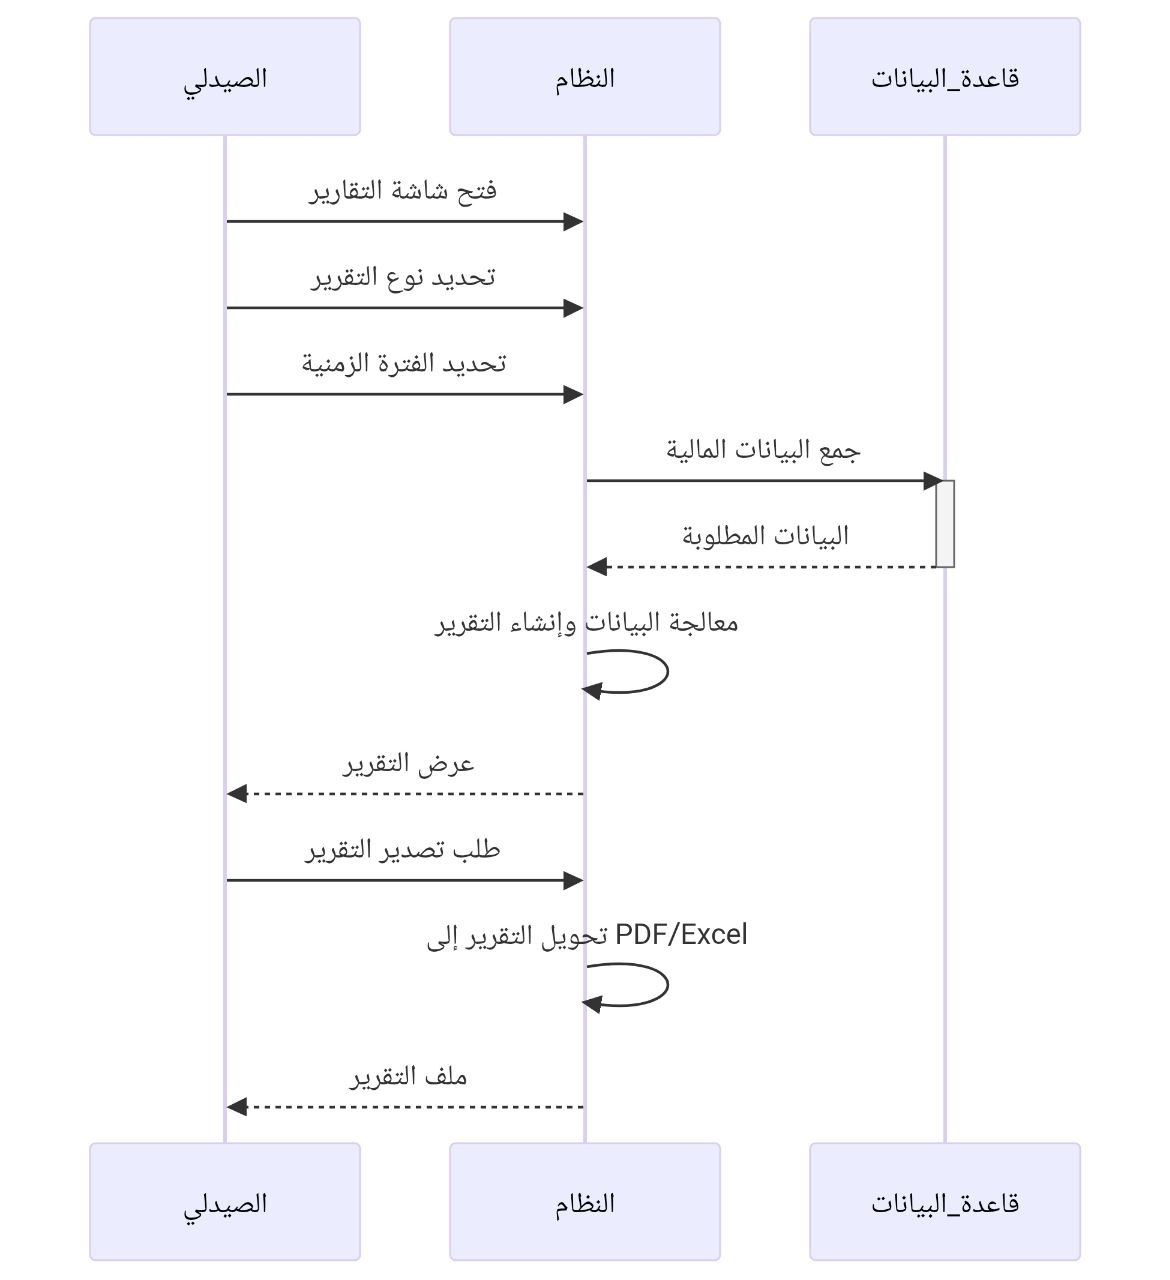 الصيدلي
النظام
قاعدة_البيانات
فتح شاشة التقارير
تحديد نوع التقرير
تحديد الفترة الزمنية
جمع البيانات المالية
البيانات المطلوبة
معالجة البيانات وإنشاء التقرير
عرض التقرير
طلب تصدير التقرير
تحويل التقرير إلى PDF/Excel
ملف التقرير
الصيدلي
النظام
قاعدة_البيانات